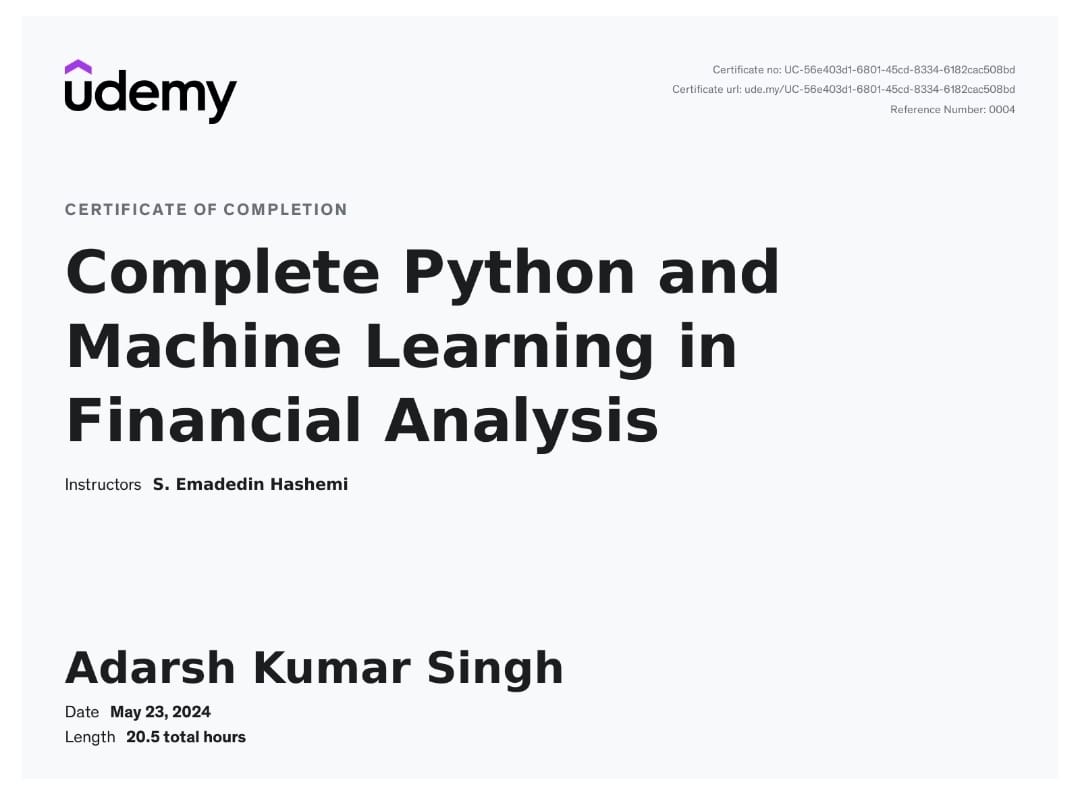 udemy
Certificate no: UC-56e403d1-6801-45cd-8334-6182cac508bd
Certificate url: ude.my/UC-56e403d1-6801-45cd-8334-6182cac508bd
Reference Number: 0004
CERTIFICATE OF COMPLETION
Complete Python and
Machine Learning in
Financial Analysis
Instructors S. Emadedin Hashemi
Adarsh Kumar Singh
Date May 23, 2024
Length 20.5 total hours